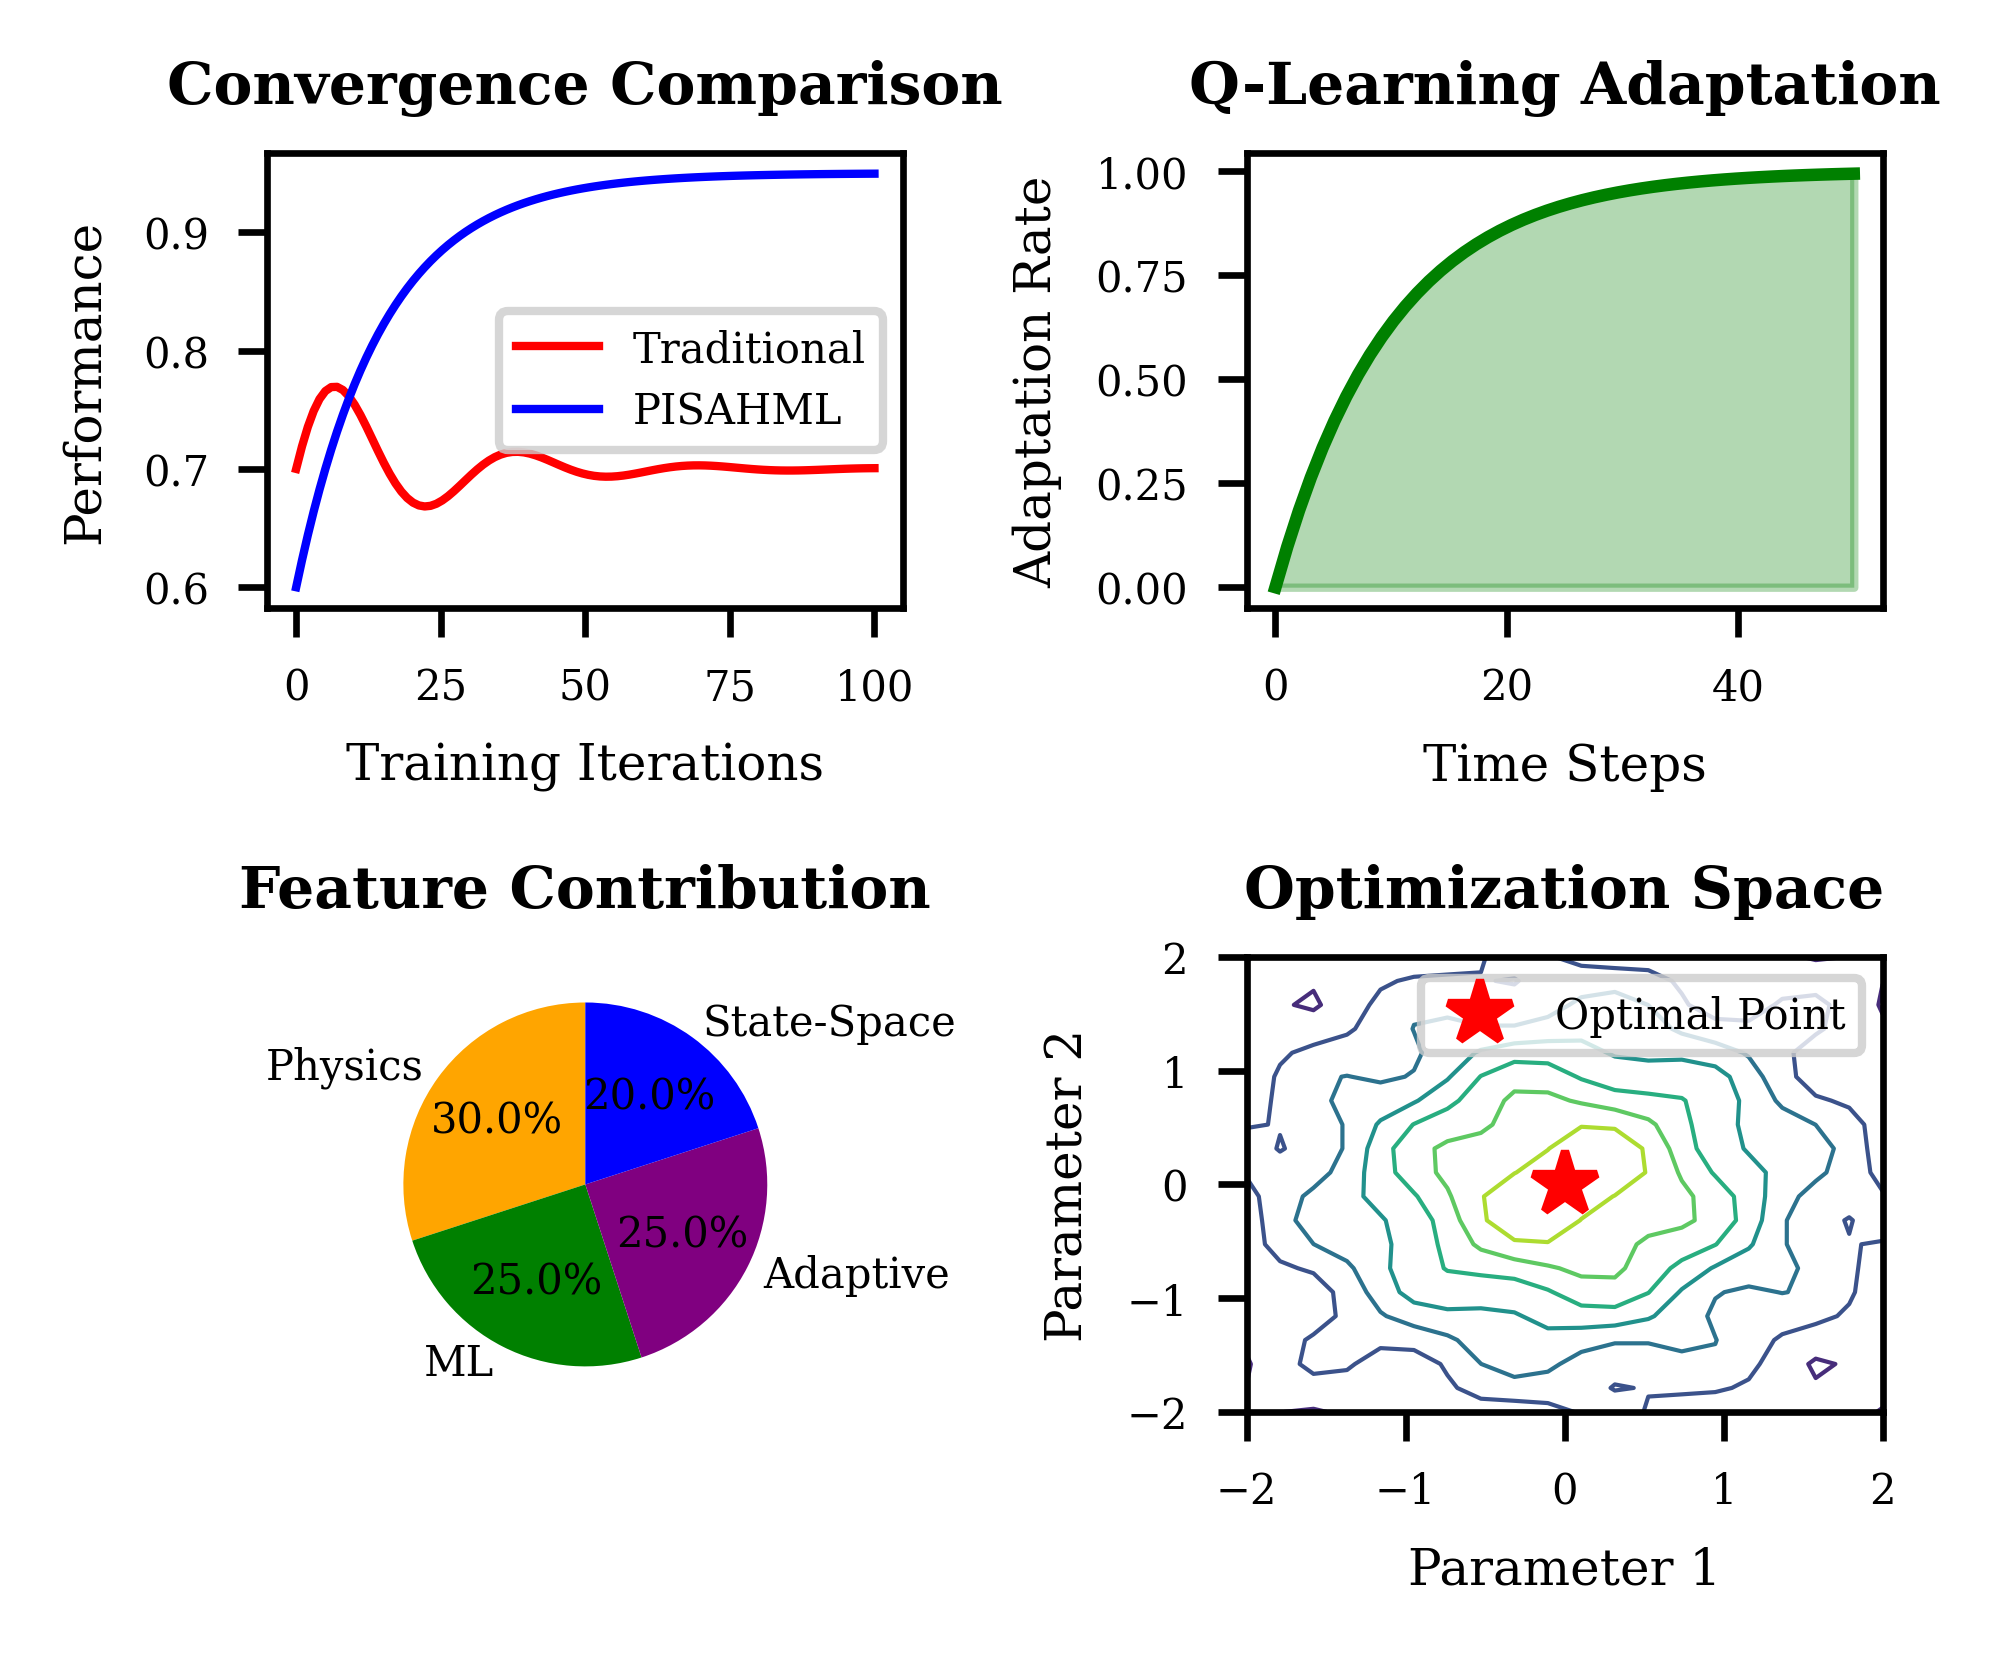 Convergence Comparison
Performance
0.9
0.8
0.7
0.6
Traditional
PISAHML
0 25 50 75 100
Training Iterations
Q-Learning Adaptation
Adaptation Rate
1.00
0.75
0.50
0.25
0.00
0 20 40
Time Steps
Feature Contribution
State-Space
Physics
20.0%
30.0%
25.0%
25.0%
Adaptive
ML
Optimization Space
Parameter 2
2
1
0
−1
−2
Optimal Point
−2 −1 0 1 2
Parameter 1